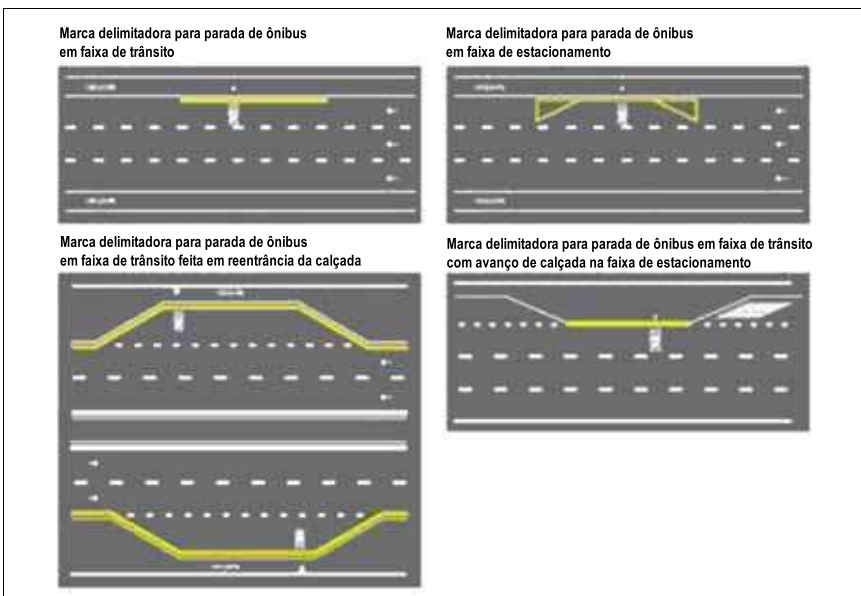 Marca delimitadora para parada de ônibus
em faixa de trânsito
Marca delimitadora para parada de ônibus
em faixa de estacionamento
Marca delimitadora para parada de ônibus
em faixa de trânsito feita em reentrância da calçada
Marca delimitadora para parada de ônibus em faixa de trânsito
com avanço de calçada na faixa de estacionamento